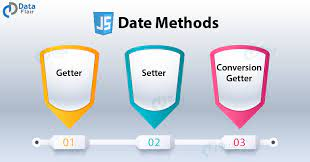 Data
Flair
JS Date Methods
Getter
Setter
Conversion
Getter
01
02
03